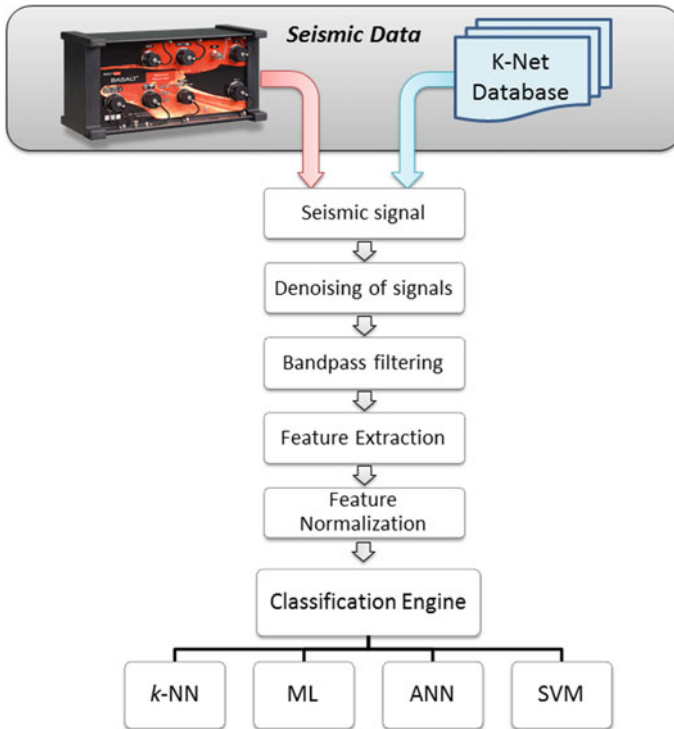 Seismic Data
BASALT
K-Net
Database
Seismic signal
Denoising of signals
Bandpass filtering
Feature Extraction
Feature
Normalization
Classification Engine
k-NN
ML
ANN
SVM